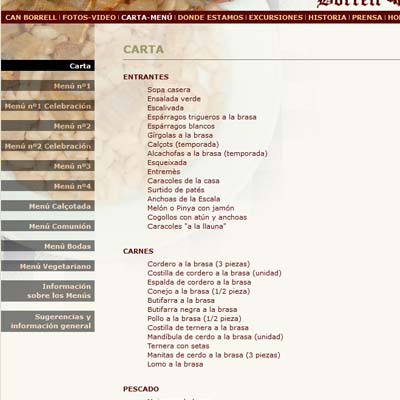 Borrell
CAN BORRELL | FOTOS-VIDEO | CARTA-MENÚ | DONDE ESTAMOS | EXCURSIONES | HISTORIA | PRENSA | HO
CARTA
Carta
Menú nº1
Menú nº1 Celebración
Menú nº2
Menú nº2 Celebración
Menú nº3
Menú nº4
Menú Calçotada
Menú Comunión
Menú Bodas
Menú Vegetariano
Información
sobre los Menús
Sugerencias y
información general
ENTRANTES
Sopa casera
Ensalada verde
Escalivada
Espárragos trigueros a la brasa
Espárragos blancos
Gírgolas a la brasa
Calçots (temporada)
Alcachofas a la brasa (temporada)
Esqueixada
Entremès
Caracoles de la casa
Surtido de patés
Anchoas de la Escala
Melón o Pinya con jamón
Cogollos con atún y anchoas
Caracoles "a la llauna"
CARNES
Cordero a la brasa (3 piezas)
Costilla de cordero a la brasa (unidad)
Espalda de cordero a la brasa
Conejo a la brasa (1/2 pieza)
Butifarra a la brasa
Butifarra negra a la brasa
Pollo a la brasa (1/2 pieza)
Costilla de ternera a la brasa
Mandíbula de cerdo a la brasa (unidad)
Ternera con setas
Manitas de cerdo a la brasa (3 piezas)
Lomo a la brasa
PESCADO